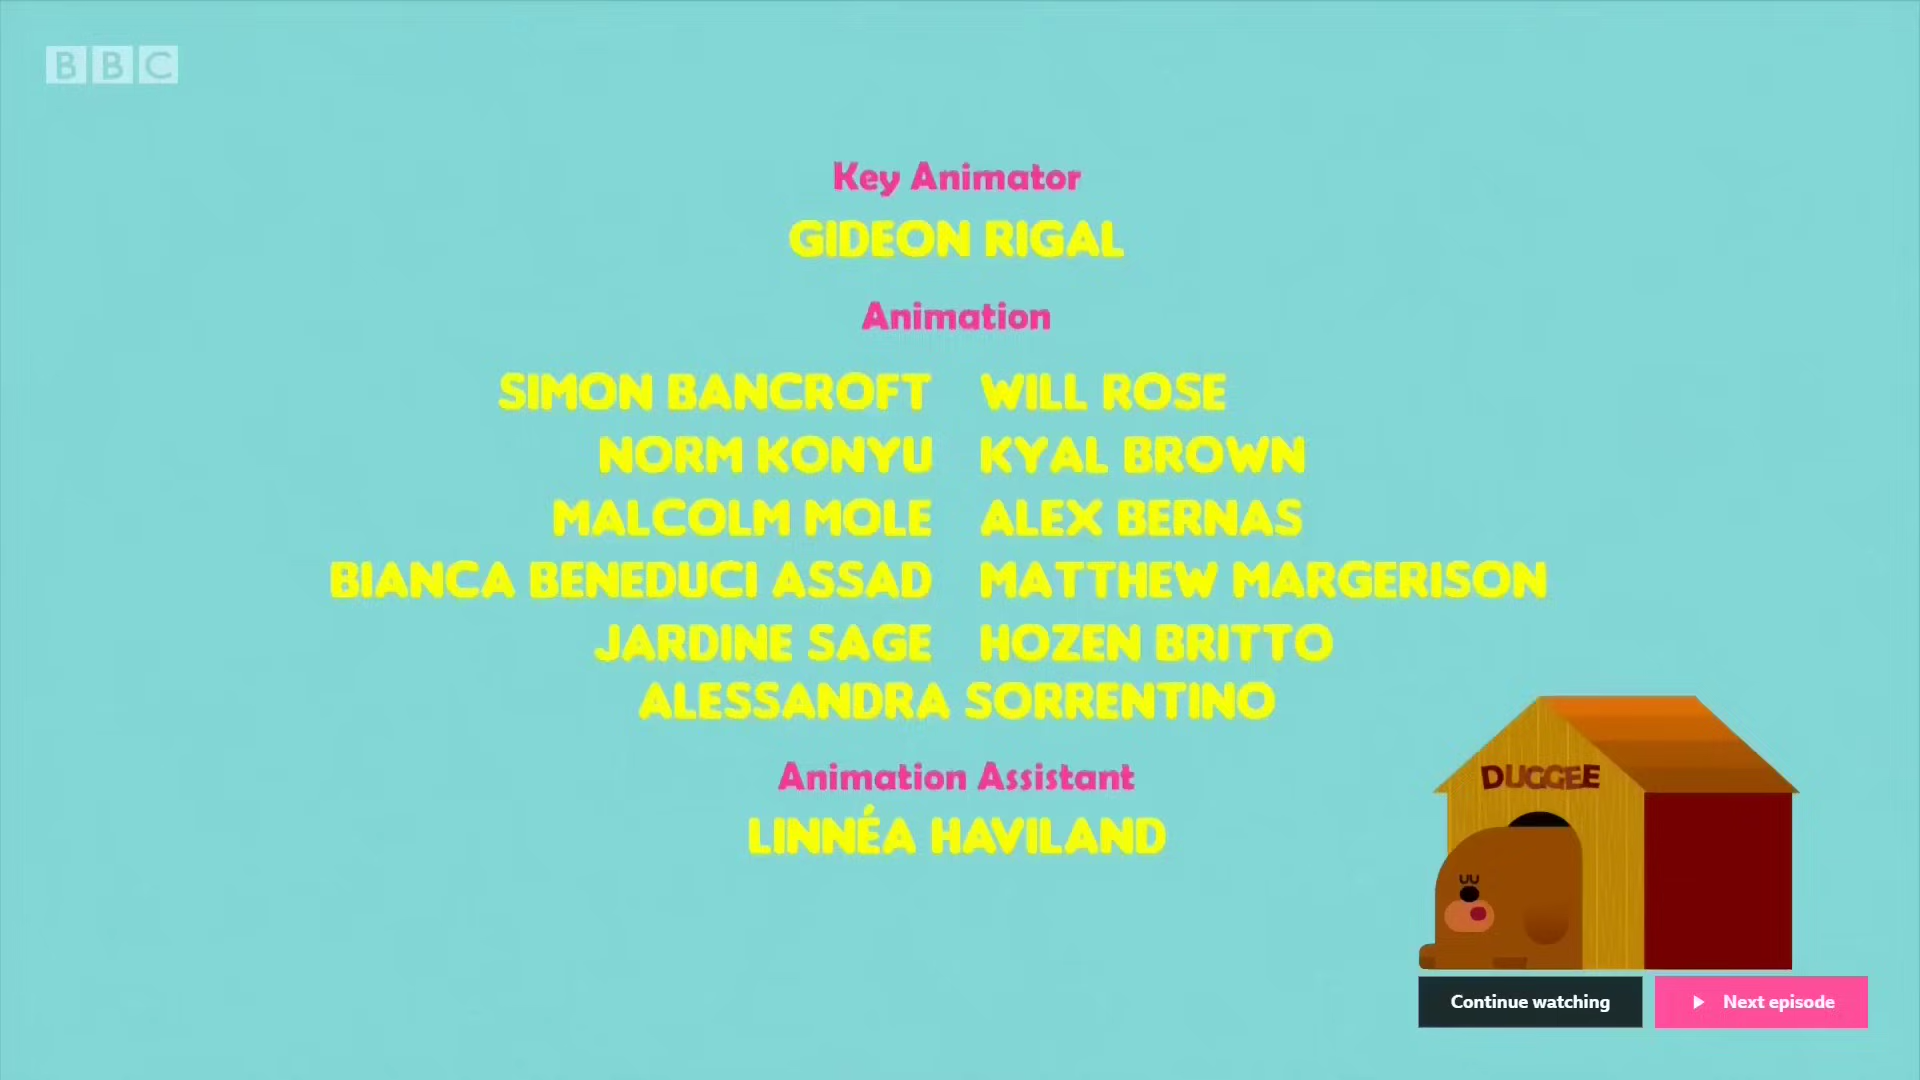 BBC
Key Animator
GIDEON RIGAL
Animation
SIMON BANCROFT WILL ROSE
NORM KONYU KYAL BROWN
MALCOLM MOLE ALEX BERNAS
BIANCA BENEDUCI ASSAD MATTHEW MARGERISON
JARDINE SAGE HOZEN BRITTO
ALESSANDRA SORRENTINO
Animation Assistant
LINNÉA HAVILAND
DUGGEE
Continue watching
Next episode